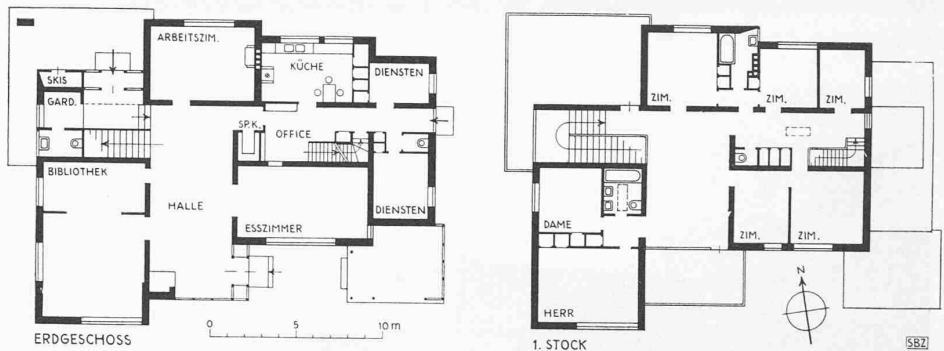 ARBEITSZIM.
KÜCHE
DIENSTEN
SKIS
GARD.
SP.K.
OFFICE
BIBLIOTHEK
HALLE
ESSZIMMER
DIENSTEN
0 5 10 m
ERDGESCHOSS
ZIM.
ZIM.
ZIM.
DAME
ZIM.
ZIM.
HERR
N
1. STOCK
SBZ